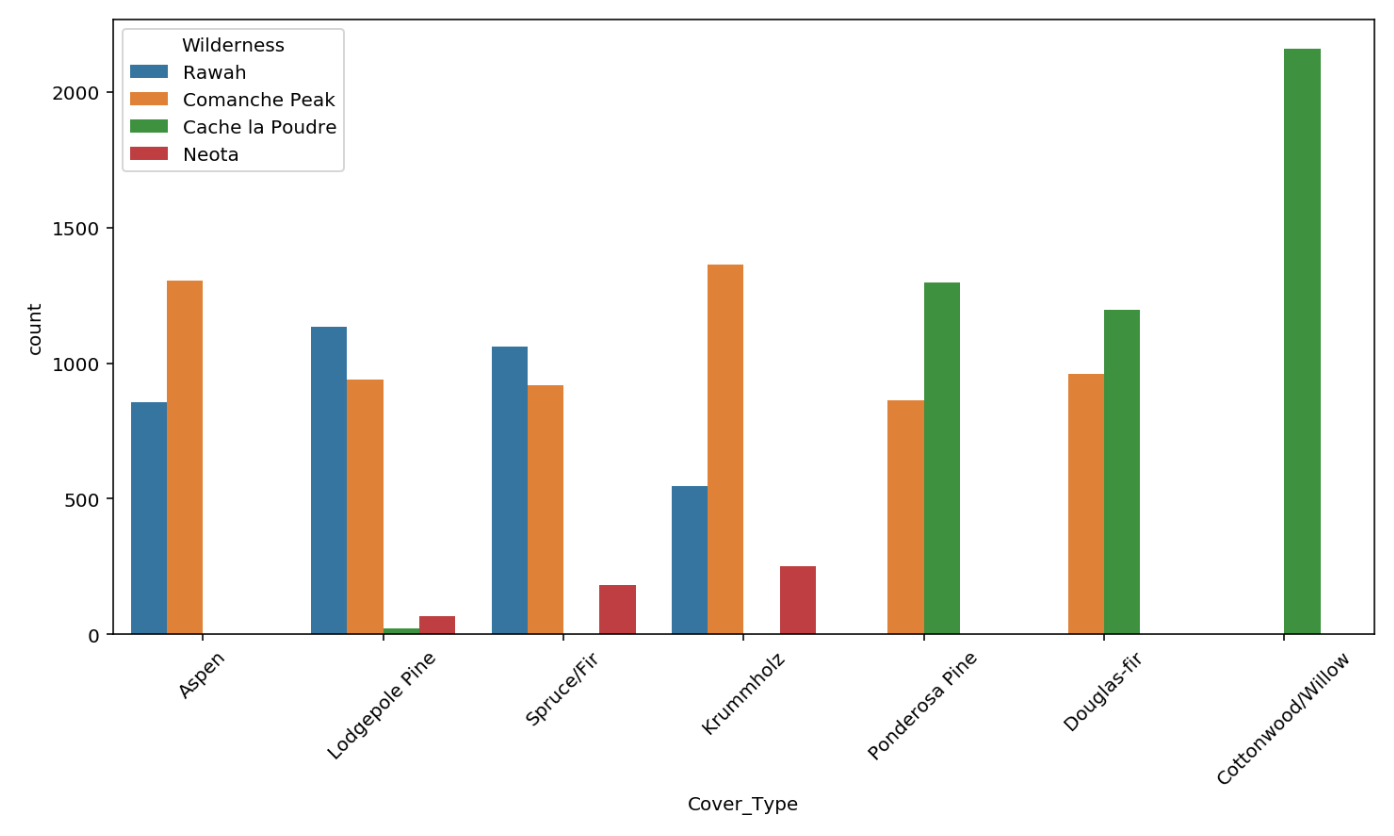 Wilderness
Rawah
Comanche Peak
Cache la Poudre
Neota
count
2000
1500
1000
500
0
Aspen
Lodgepole Pine
Spruce/Fir
Krummholz
Ponderosa Pine
Douglas-fir
Cottonwood/Willow
Cover_Type